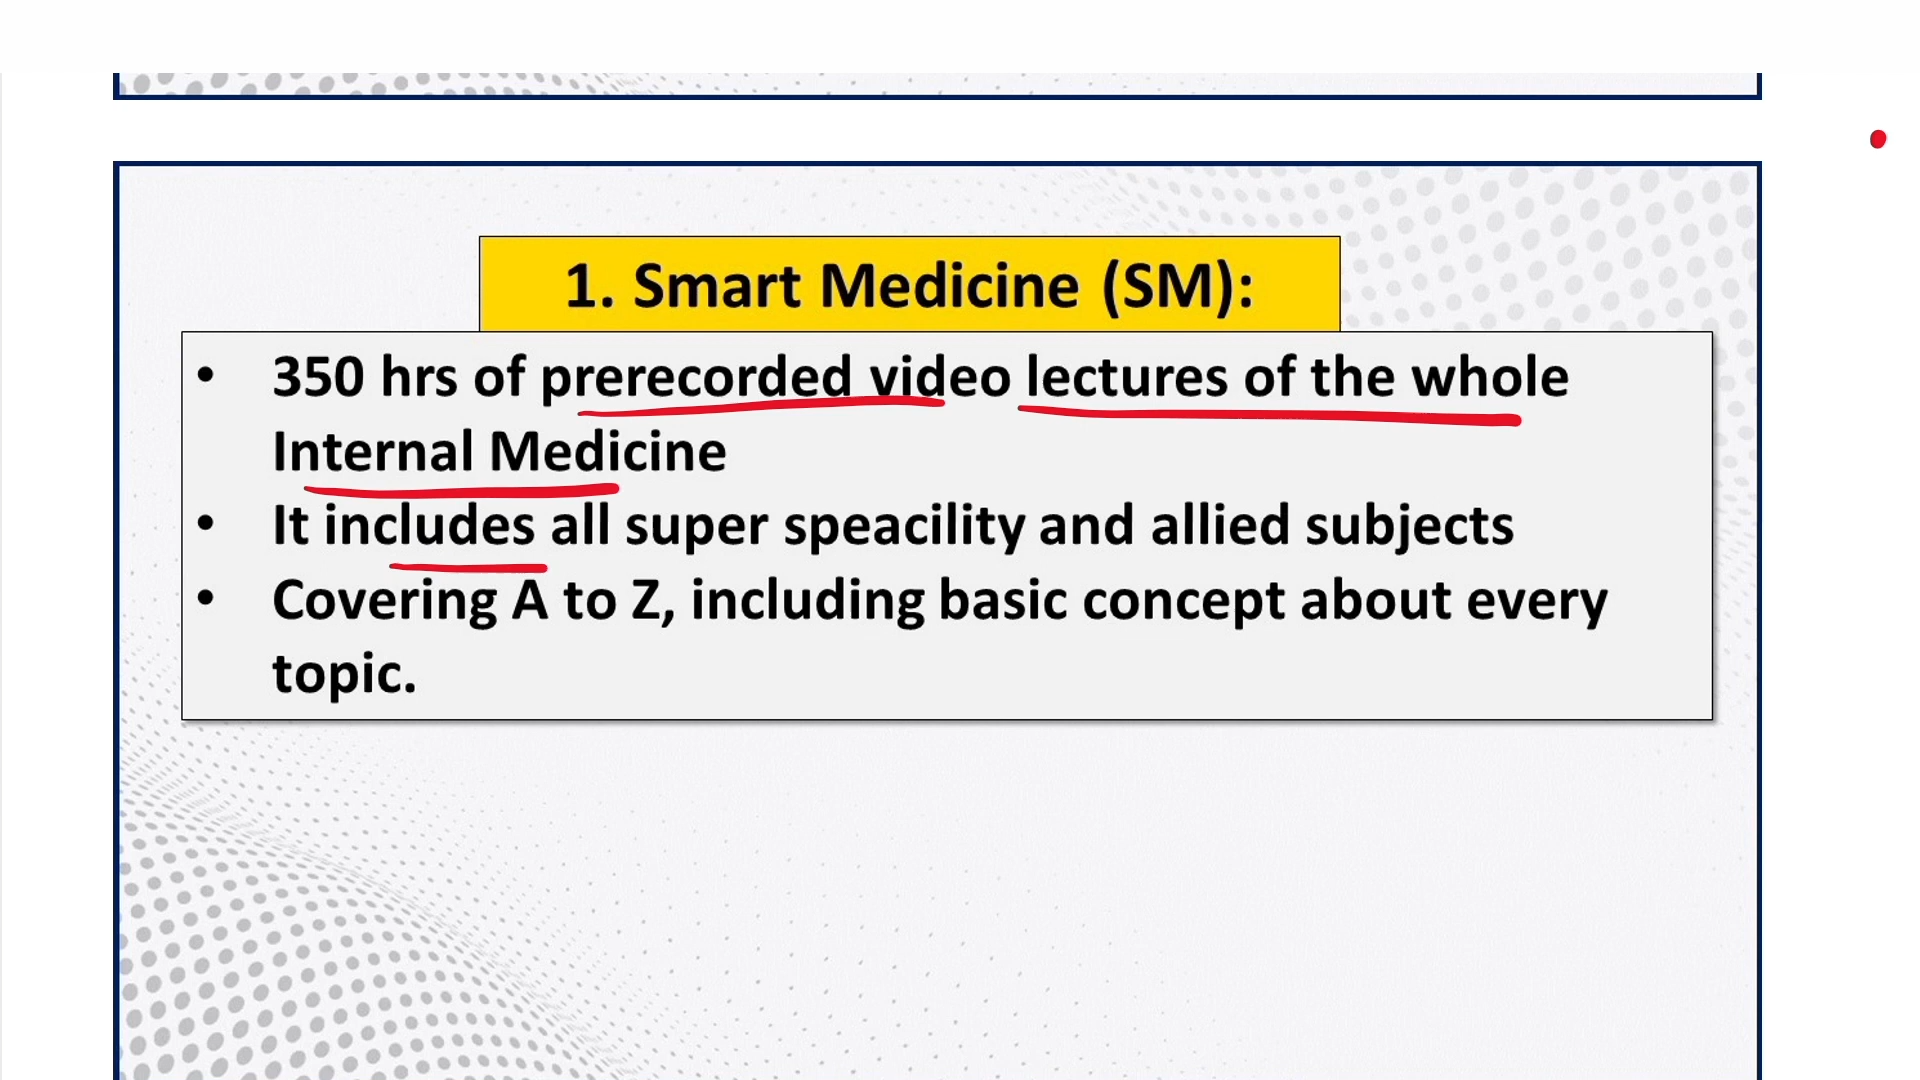 1. Smart Medicine (SM):
• 350 hrs of prerecorded video lectures of the whole
Internal Medicine
• It includes all super speacility and allied subjects
• Covering A to Z, including basic concept about every
topic.